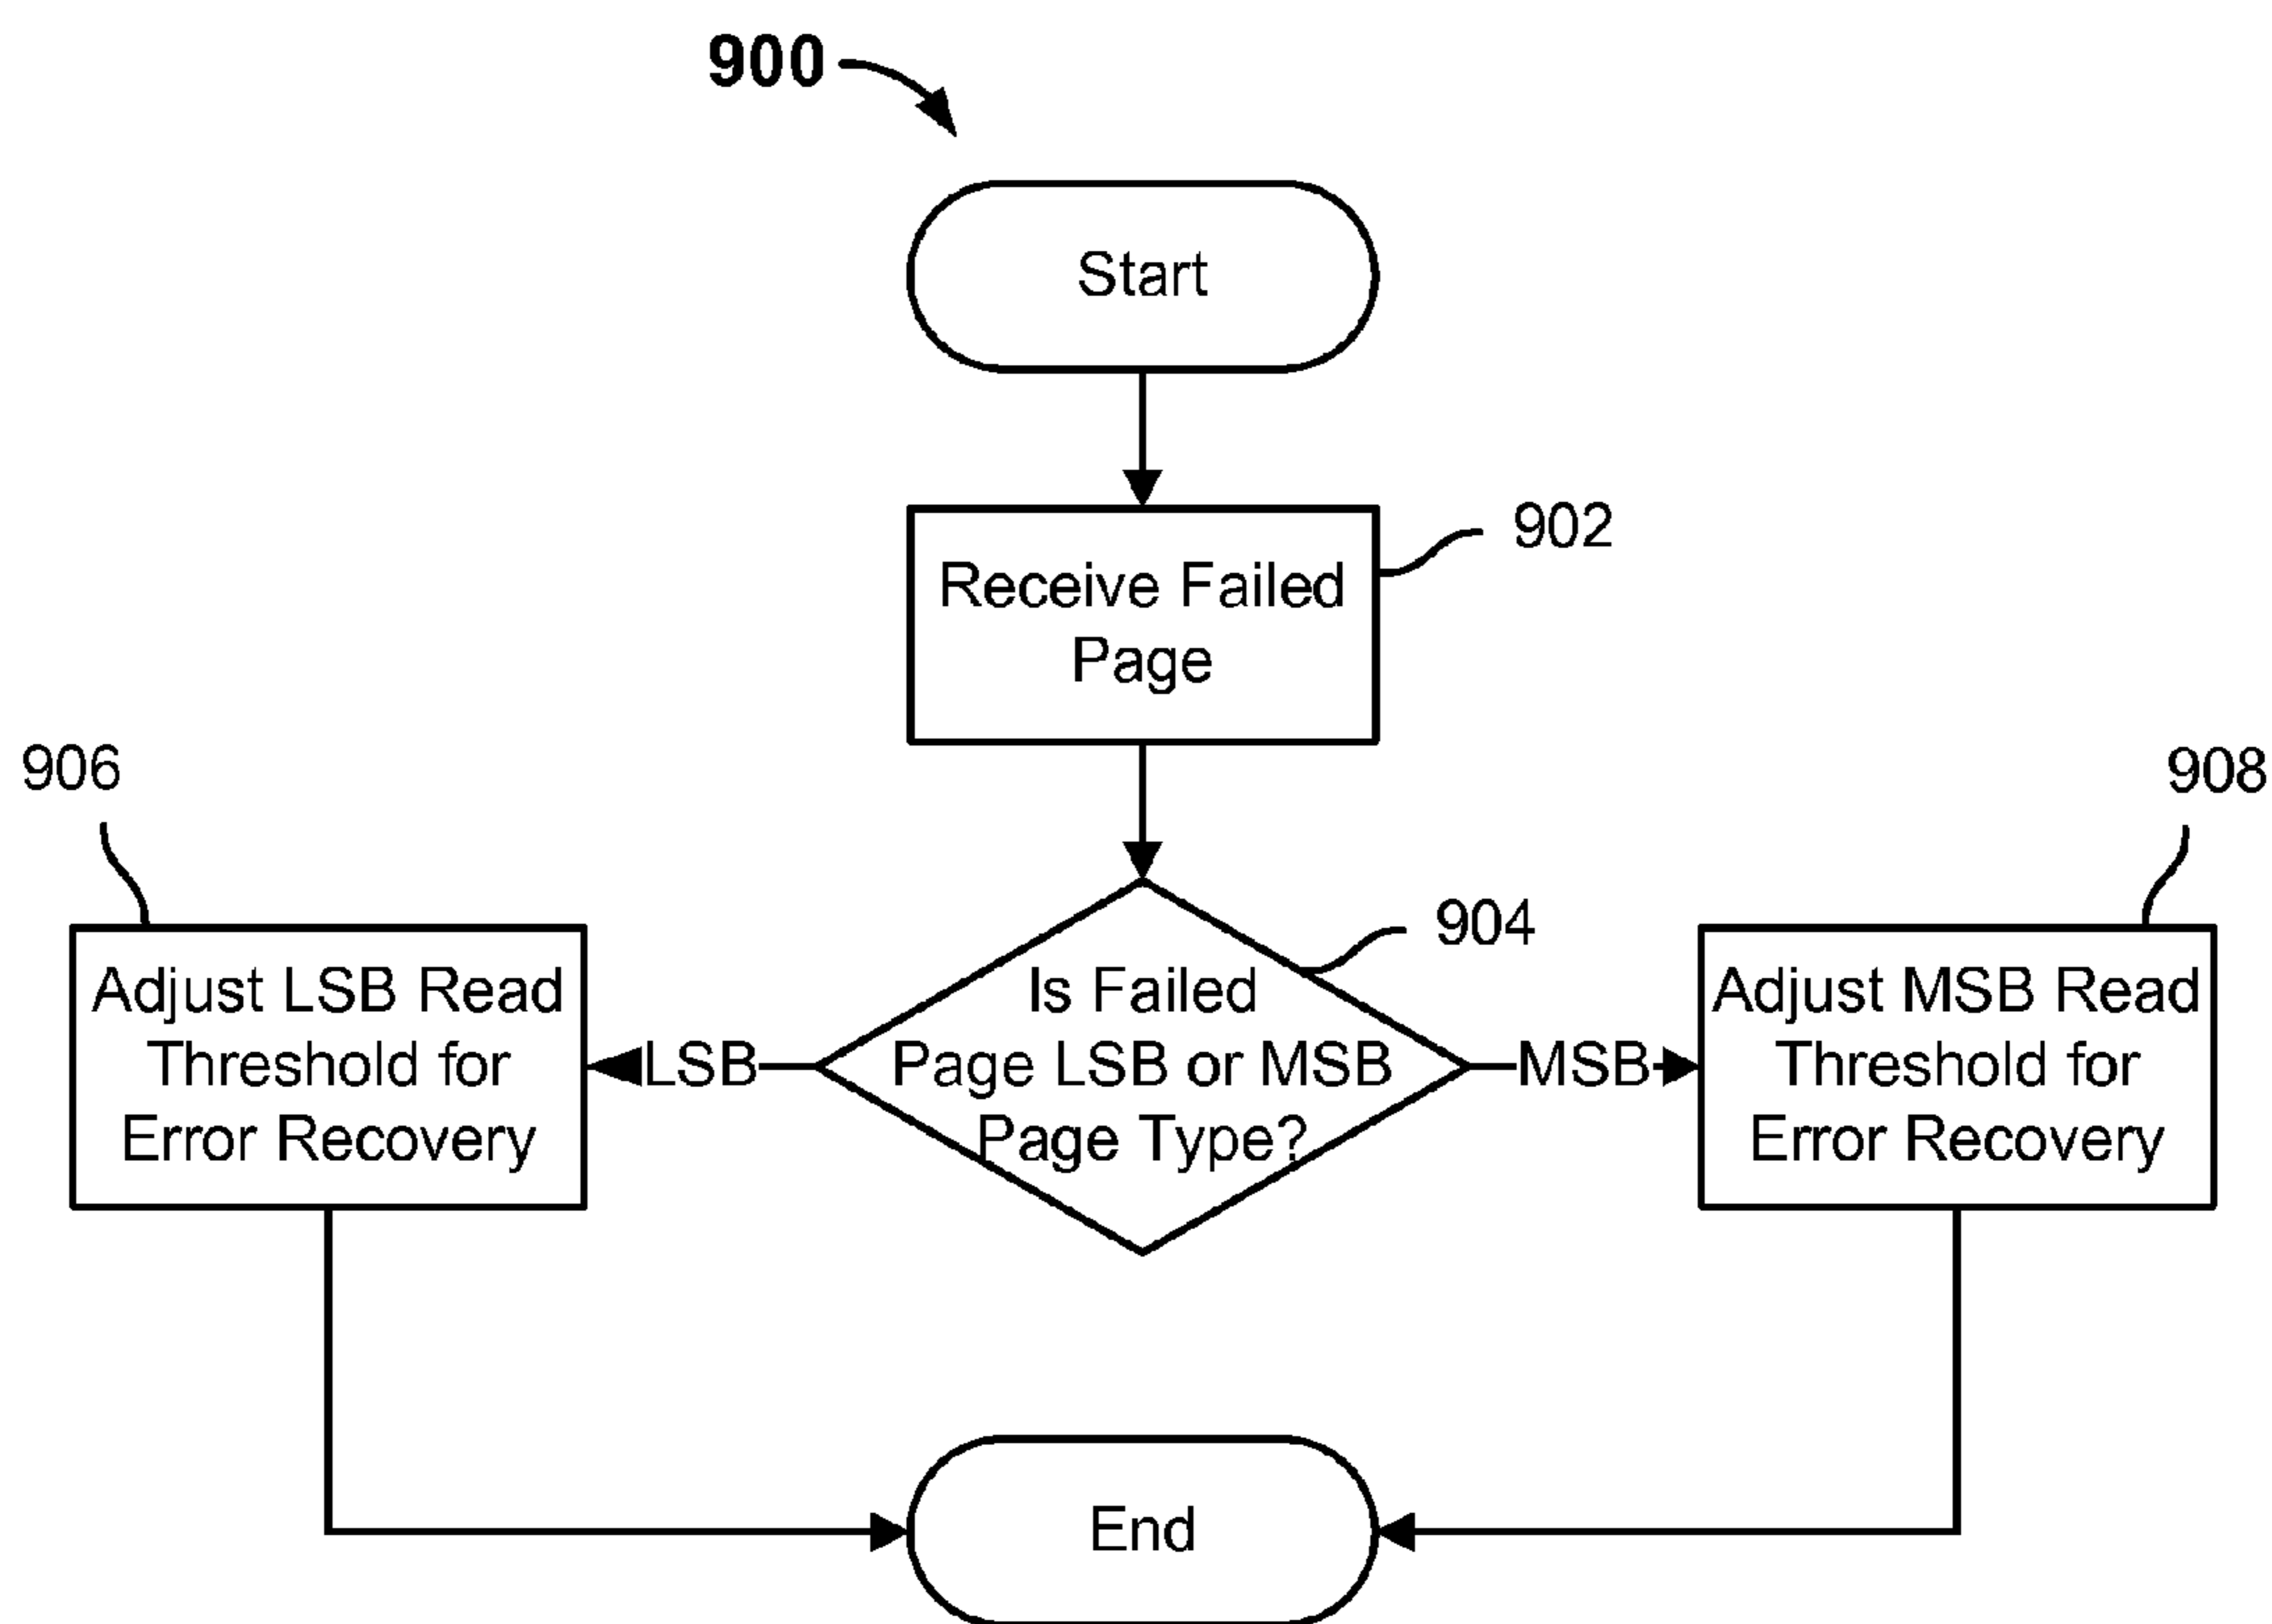 900
Start
902
Receive Failed
Page
906
908
904
Adjust LSB Read
Threshold for
Error Recovery
LSB
Is Failed
Page LSB or MSB
Page Type?
MSB
Adjust MSB Read
Threshold for
Error Recovery
End